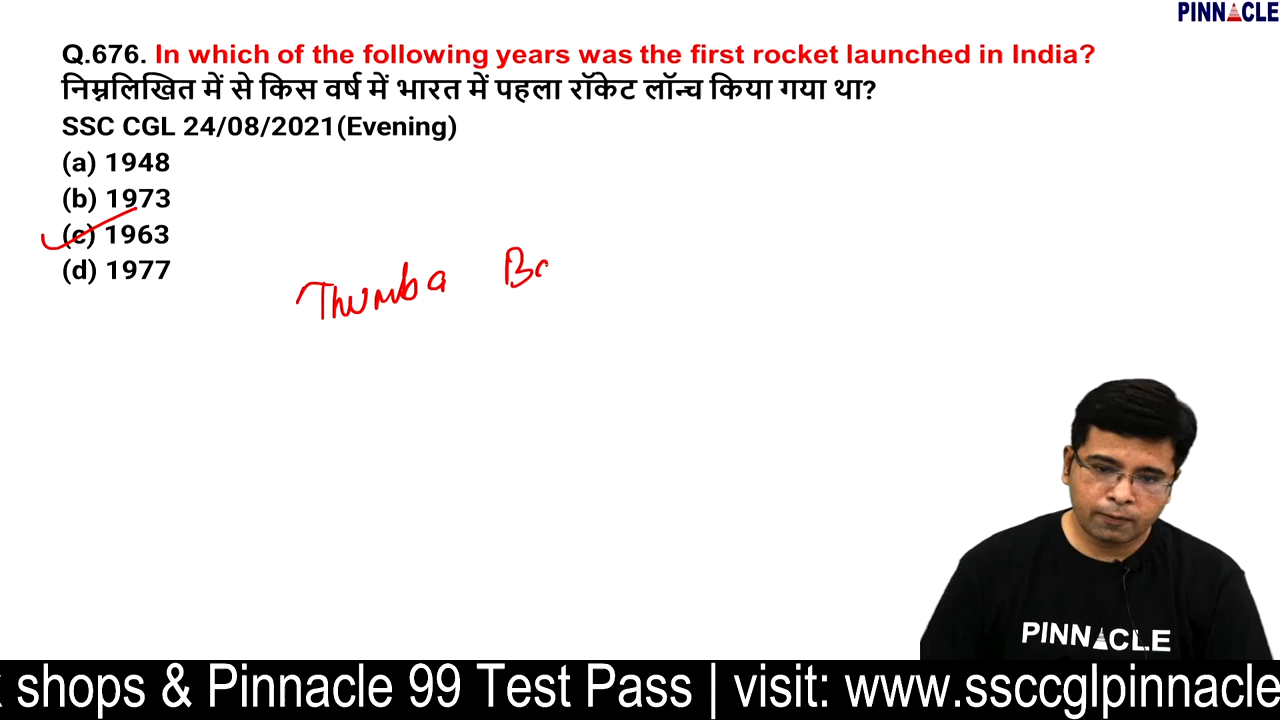 PINNACLE
Q.676. In which of the following years was the first rocket launched in India?
निम्नलिखित में से किस वर्ष में भारत में पहला रॉकेट लॉन्च किया गया था?
SSC CGL 24/08/2021(Evening)
(a) 1948
(b) 1973
(c) 1963
(d) 1977
Thumba Ba
PINNACLE
shops & Pinnacle 99 Test Pass | visit: www.ssccglpinnacle